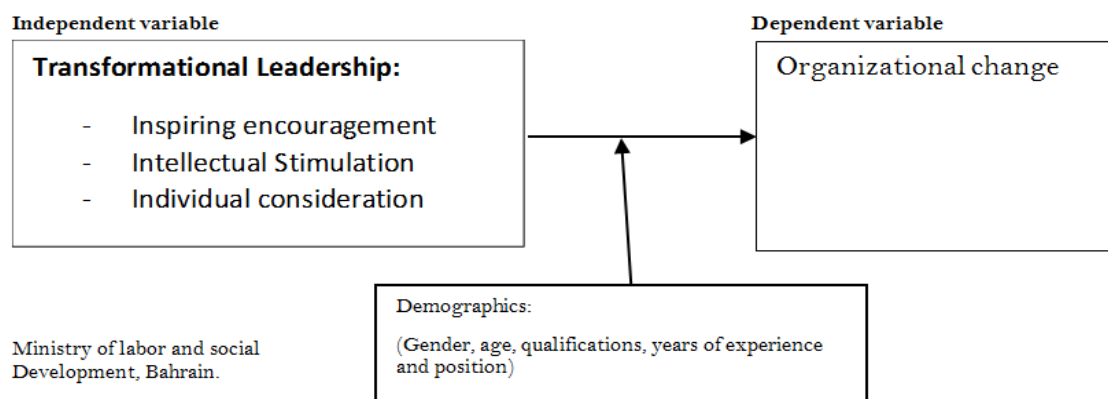 Independent variable
Dependent variable
Transformational Leadership:
- Inspiring encouragement
- Intellectual Stimulation
- Individual consideration
Organizational change
Demographics:
(Gender, age, qualifications, years of experience
and position)
Ministry of labor and social
Development, Bahrain.